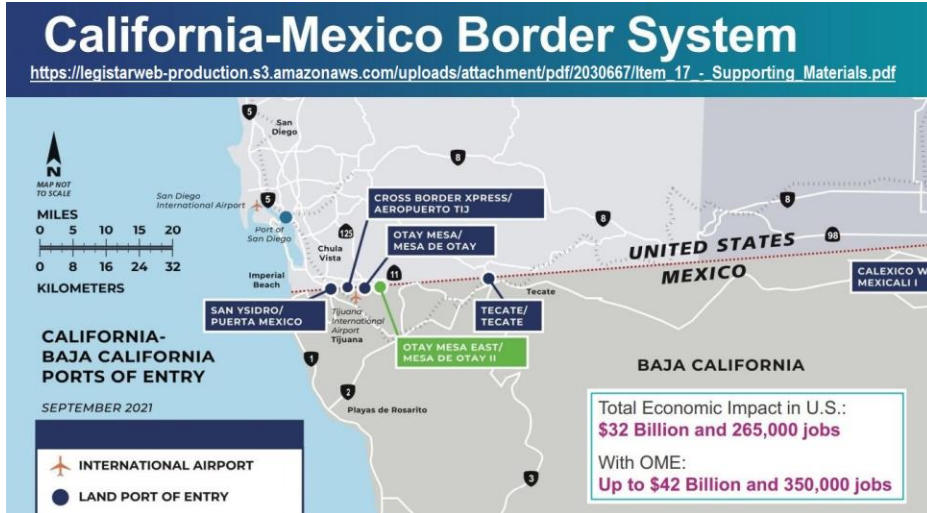 California-Mexico Border System
https://legistarweb-production.s3.amazonaws.com/uploads/attachment/pdf/2030667/Item_17_-_Supporting_Materials.pdf
5
San
Diego
8
N
MAP NOT
TO SCALE
San Diego
International Airport
5
CROSS BORDER XPRESS/
AEROPUERTO TIJ
8
MILES
0 5 10 15 20
0 8 16 24 32
KILOMETERS
Port of
San Diego
125
OTAY MESA/
MESA DE OTAY
8
98
Chula
Vista
UNITED STATES
MEXICO
Imperial
Beach
11
CALEXICO W
MEXICALI I
Tecate
SAN YSIDRO/
PUERTA MEXICO
Tijuana
International
Airport
Tijuana
TECATE/
TECATE
OTAY MESA EAST/
MESA DE OTAY II
CALIFORNIA-
BAJA CALIFORNIA
PORTS OF ENTRY
1
BAJA CALIFORNIA
2
SEPTEMBER 2021
Playas de Rosarito
Total Economic Impact in U.S.:
$32 Billion and 265,000 jobs
With OME:
Up to $42 Billion and 350,000 jobs
INTERNATIONAL AIRPORT
3
LAND PORT OF ENTRY